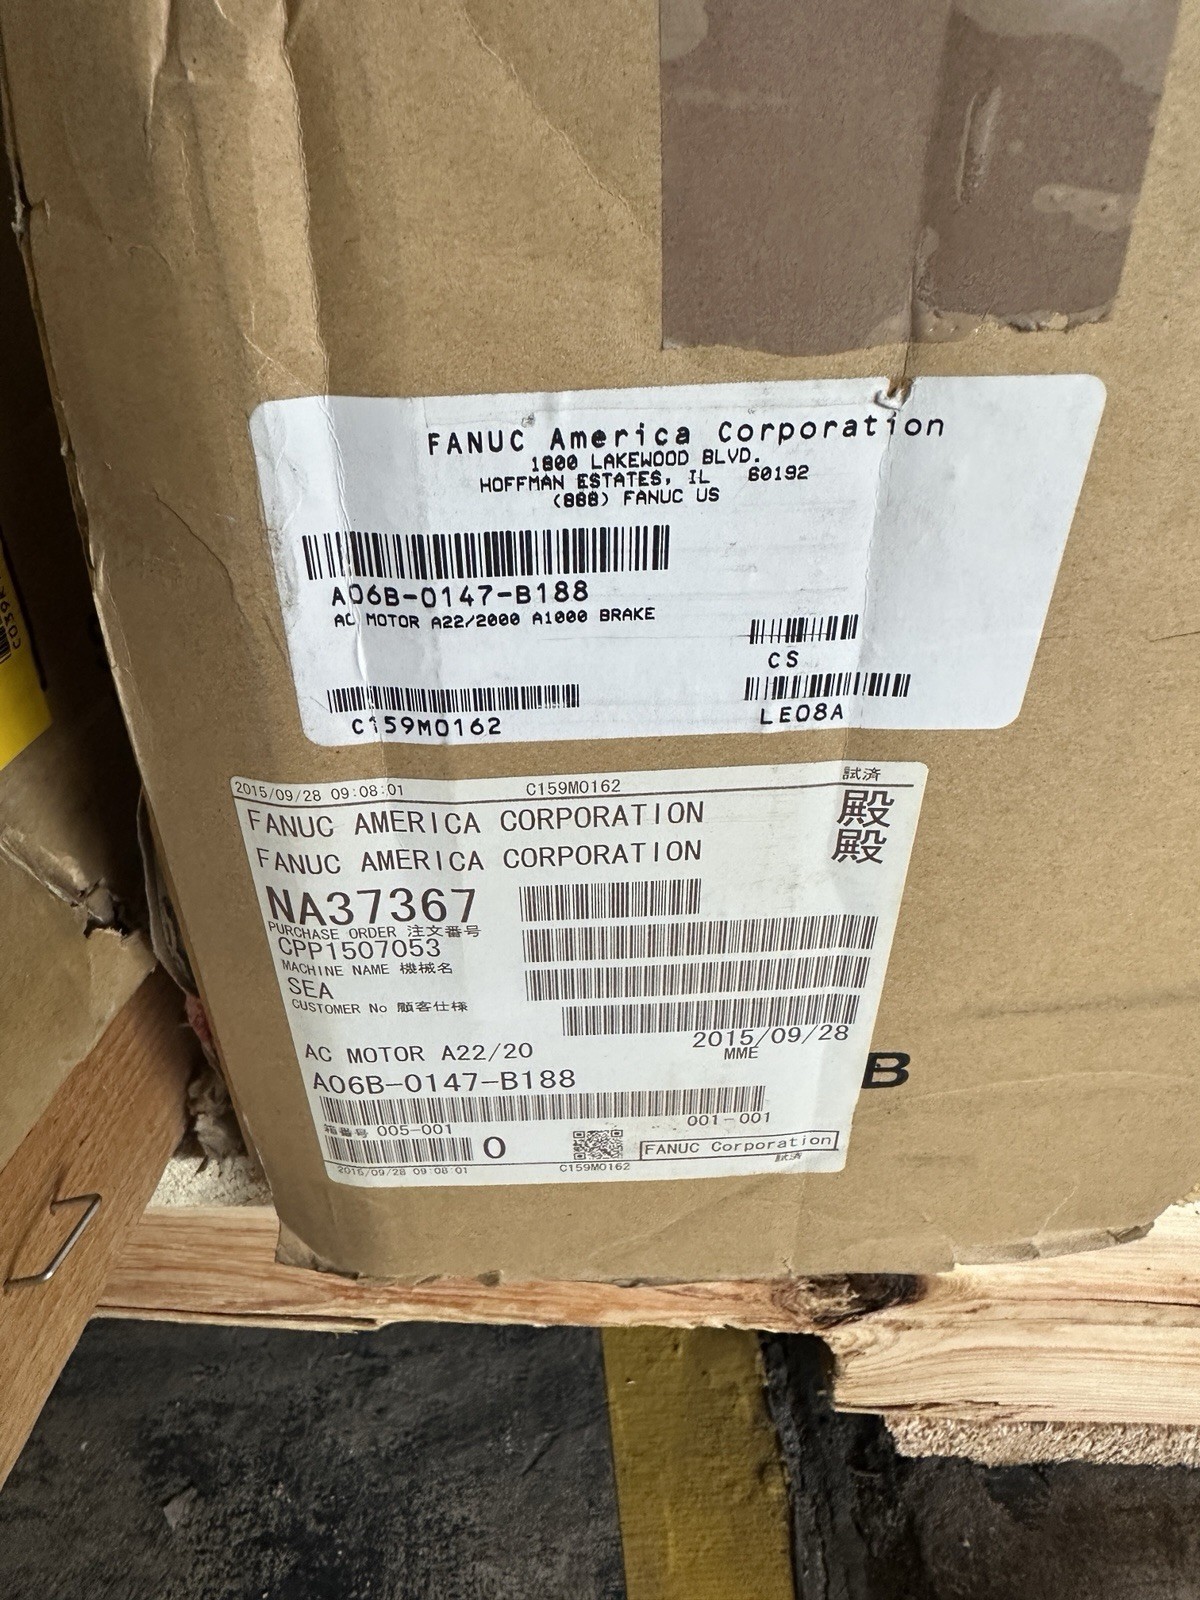 FANUC America Corporation
1800 LAKEWOOD BLVD.
HOFFMAN ESTATES, IL 60192
(888) FANUC US
A06B-0147-B188
AC MOTOR A22/2000 A1000 BRAKE
CS
C159M0162
LE08A
2015/09/28 09:08:01 C159M0162 試済
FANUC AMERICA CORPORATION 殿
FANUC AMERICA CORPORATION 殿
NA37367
PURCHASE ORDER 注文番号
CPP1507053
MACHINE NAME 機械名
SEA
CUSTOMER No 顧客仕様
2015/09/28
AC MOTOR A22/20 MME
A06B-0147-B188
001-001
箱番号 005-001
0
FANUC Corporation
2015/09/28 09:08:01 C159M0162 試済
B